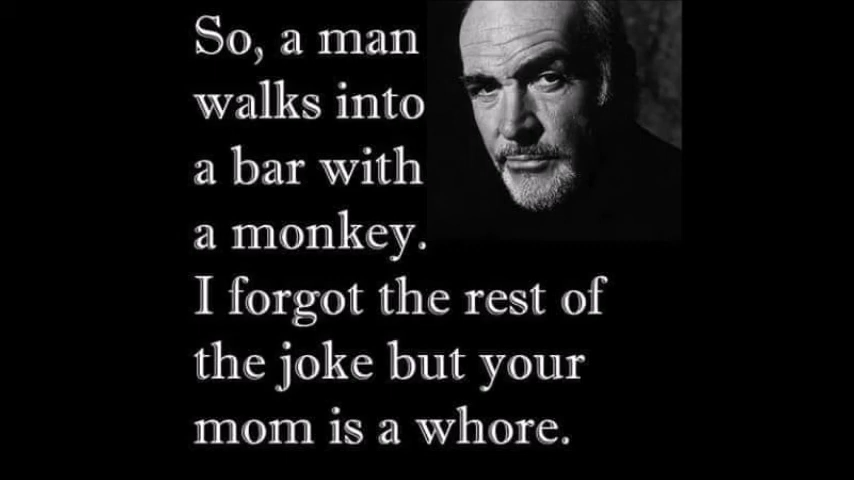 So, a man
walks into
a bar with
a monkey.
I forgot the rest of
the joke but your
mom is a whore.